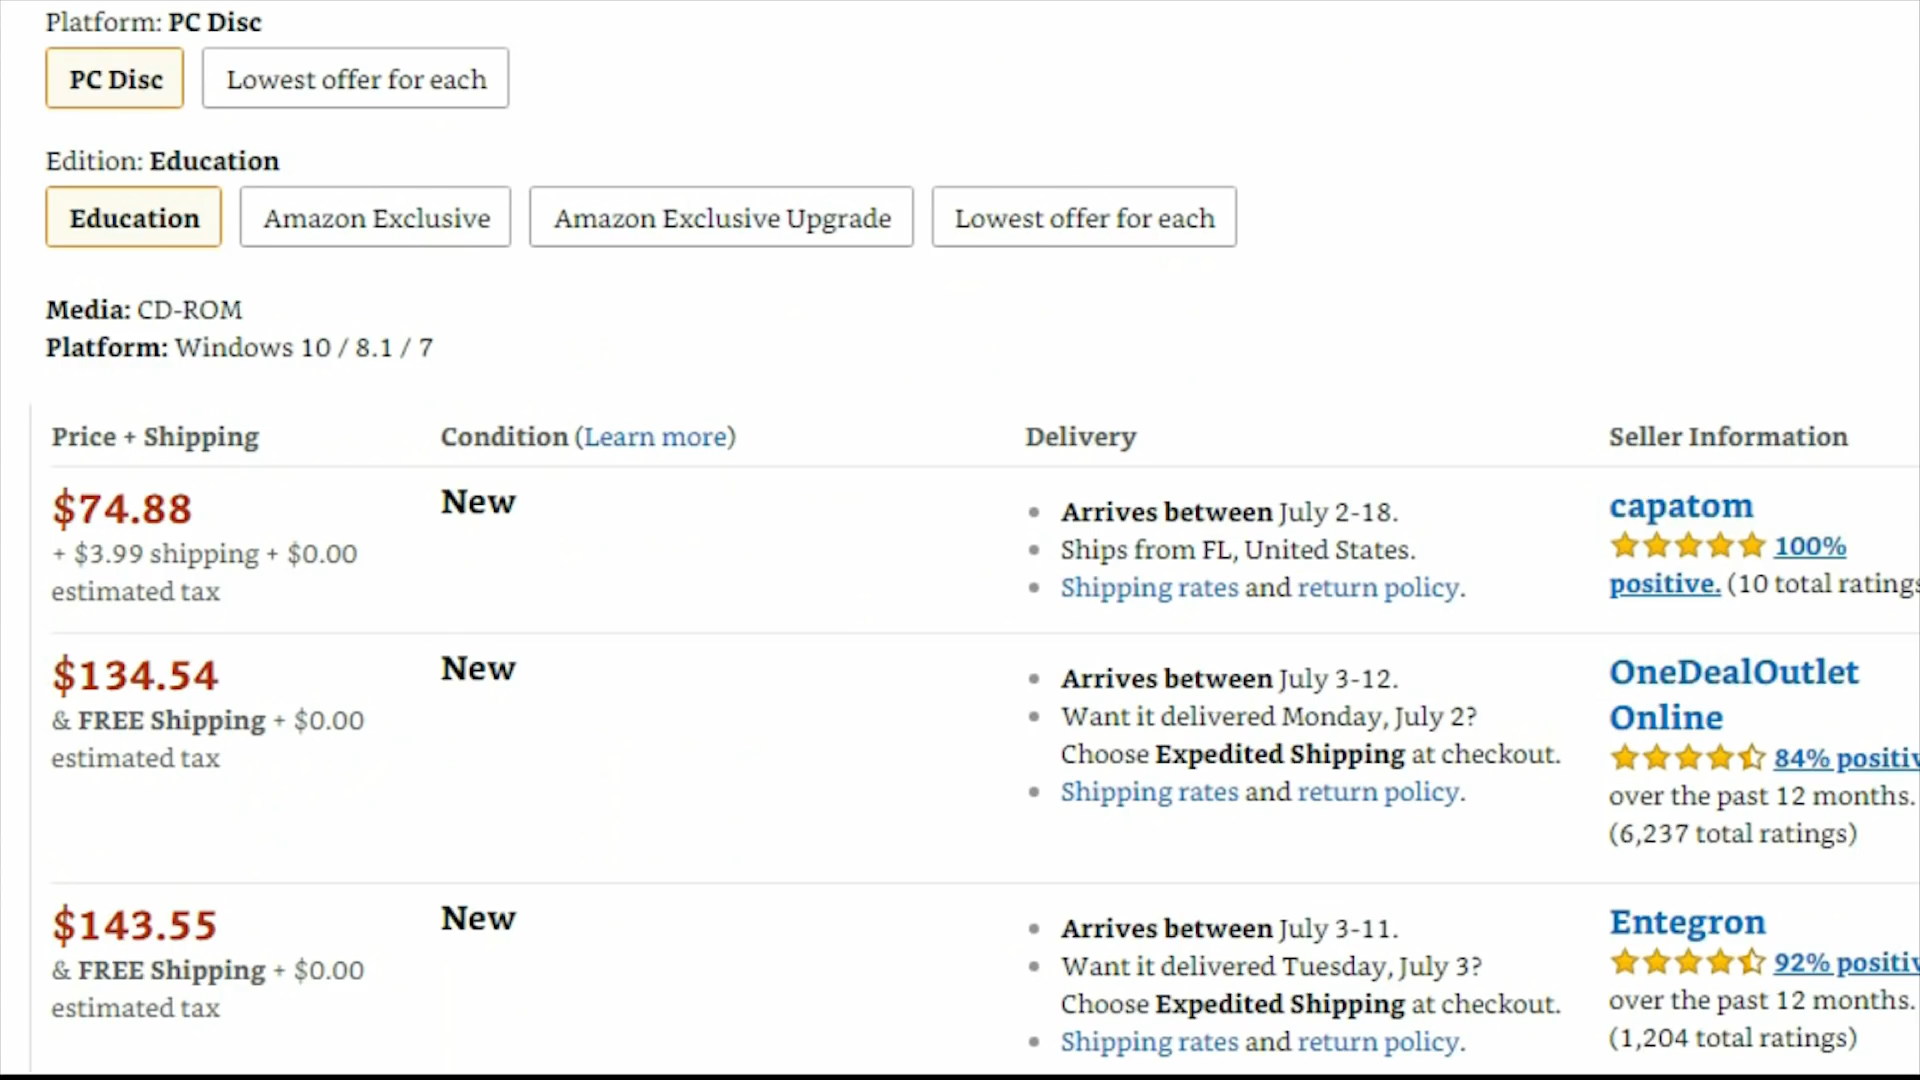 Platform: PC Disc
PC Disc
Lowest offer for each
Edition: Education
Education
Amazon Exclusive
Amazon Exclusive Upgrade
Lowest offer for each
Media: CD-ROM
Platform: Windows 10 / 8.1 / 7
Price + Shipping
Condition (Learn more)
Delivery
Seller Information
$74.88
+ $3.99 shipping + $0.00
estimated tax
New
Arrives between July 2-18.
Ships from FL, United States.
Shipping rates and return policy.
capatom
100%
positive. (10 total ratings
$134.54
& FREE Shipping + $0.00
estimated tax
New
Arrives between July 3-12.
Want it delivered Monday, July 2?
Choose Expedited Shipping at checkout.
Shipping rates and return policy.
OneDealOutlet
Online
84% positiv
over the past 12 months.
(6,237 total ratings)
$143.55
& FREE Shipping + $0.00
estimated tax
New
Arrives between July 3-11.
Want it delivered Tuesday, July 3?
Choose Expedited Shipping at checkout.
Shipping rates and return policy.
Entegron
92% positiv
over the past 12 months.
(1,204 total ratings)